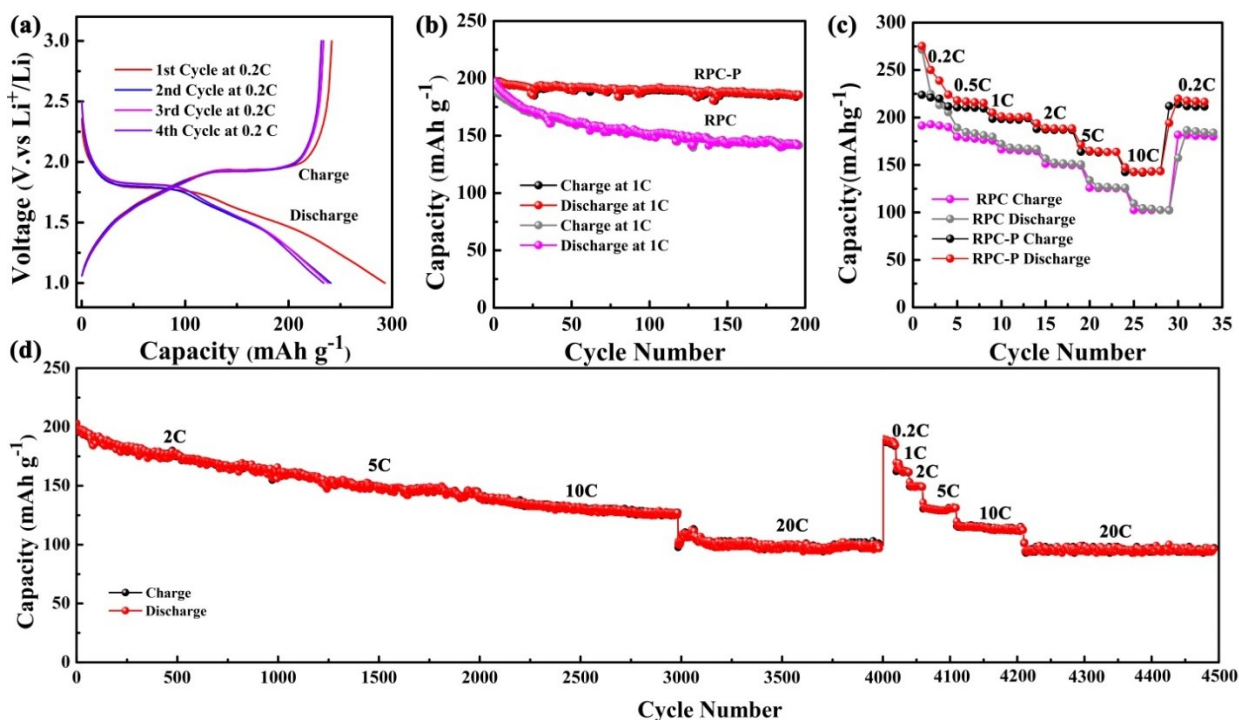 (a)
3.0
2.5
2.0
1.5
1.0
Voltage (V.vs Li+/Li)
1st Cycle at 0.2C
2nd Cycle at 0.2C
3rd Cycle at 0.2C
4th Cycle at 0.2 C
Charge
Discharge
0 100 200 300
Capacity (mAh g-1)
(b)
250
200
150
100
50
0
Capacity (mAh g-1)
RPC-P
RPC
Charge at 1C
Discharge at 1C
Charge at 1C
Discharge at 1C
0 50 100 150 200
Cycle Number
(c)
300
250
200
150
100
50
0
Capacity (mAhg-1)
0.2C
0.5C
1C
2C
5C
10C
0.2C
RPC Charge
RPC Discharge
RPC-P Charge
RPC-P Discharge
0 5 10 15 20 25 30 35
Cycle Number
(d)
250
200
150
100
50
0
Capacity (mAh g-1)
2C
5C
10C
20C
0.2C
1C
2C
5C
10C
20C
Charge
Discharge
0 500 1000 1500 2000 2500 3000 3500 4000 4100 4200 4300 4400 4500
Cycle Number